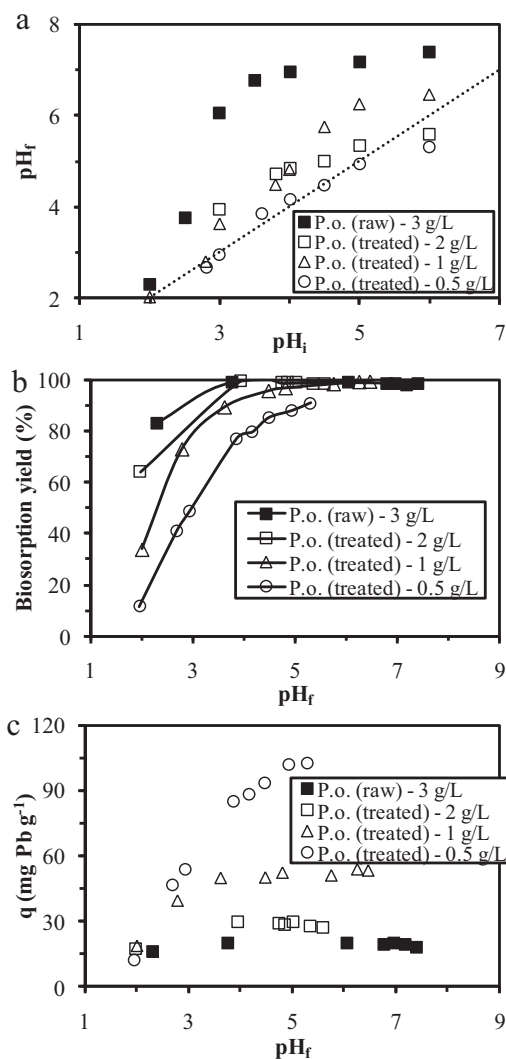 a
8
6
4
2
pHf
P.o. (raw) - 3 g/L
P.o. (treated) - 2 g/L
P.o. (treated) - 1 g/L
P.o. (treated) - 0.5 g/L
1 3 5 7
pHi
b
100
80
60
40
20
0
Biosorption yield (%)
P.o. (raw) - 3 g/L
P.o. (treated) - 2 g/L
P.o. (treated) - 1 g/L
P.o. (treated) - 0.5 g/L
1 3 5 7 9
pHf
c
120
90
60
30
0
q (mg Pb g-1)
P.o. (raw) - 3 g/L
P.o. (treated) - 2 g/L
P.o. (treated) - 1 g/L
P.o. (treated) - 0.5 g/L
1 3 5 7 9
pHf